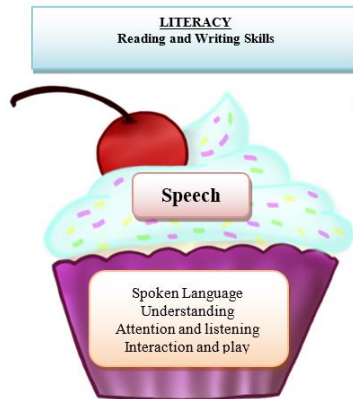 LITERACY
Reading and Writing Skills
Speech
Spoken Language
Understanding
Attention and listening
Interaction and play